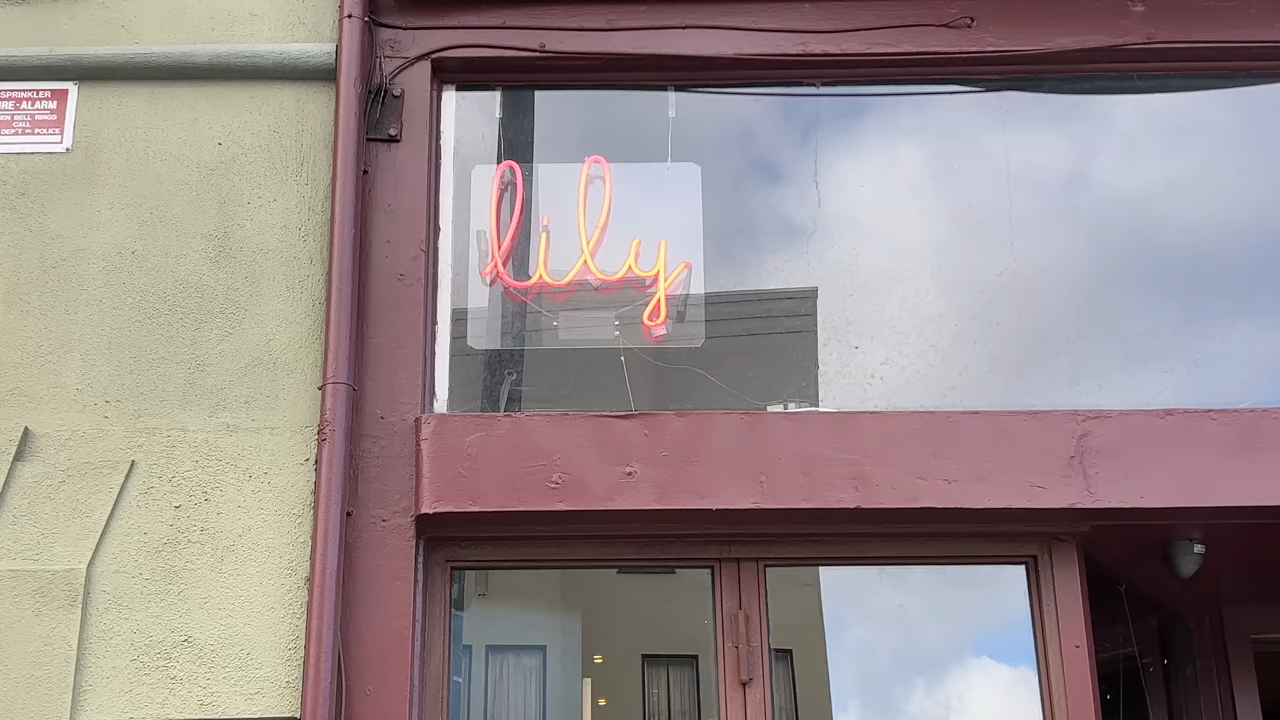 SPRINKLER
RE-ALARM
EN BELL RINGS
CALL
DEP'T OR POLICE
lily